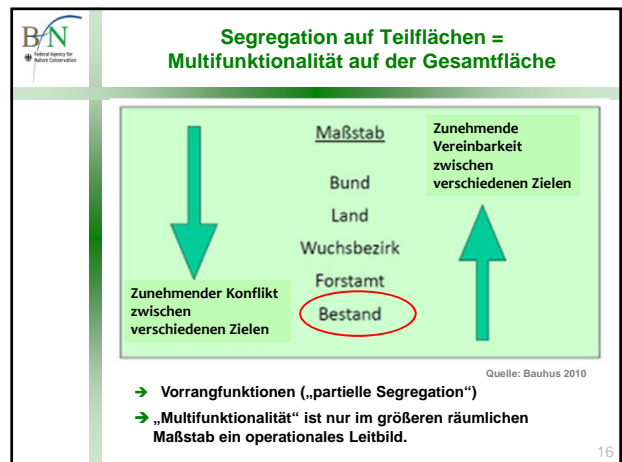 BfN
Federal Agency for
Nature Conservation
Segregation auf Teilflächen =
Multifunktionalität auf der Gesamtfläche
Maßstab
Bund
Land
Wuchsbezirk
Forstamt
Bestand
Zunehmende
Vereinbarkeit
zwischen
verschiedenen Zielen
Zunehmender Konflikt
zwischen
verschiedenen Zielen
Quelle: Bauhus 2010
➔ Vorrangfunktionen („partielle Segregation“)
➔ „Multifunktionalität“ ist nur im größeren räumlichen
Maßstab ein operationales Leitbild.
16